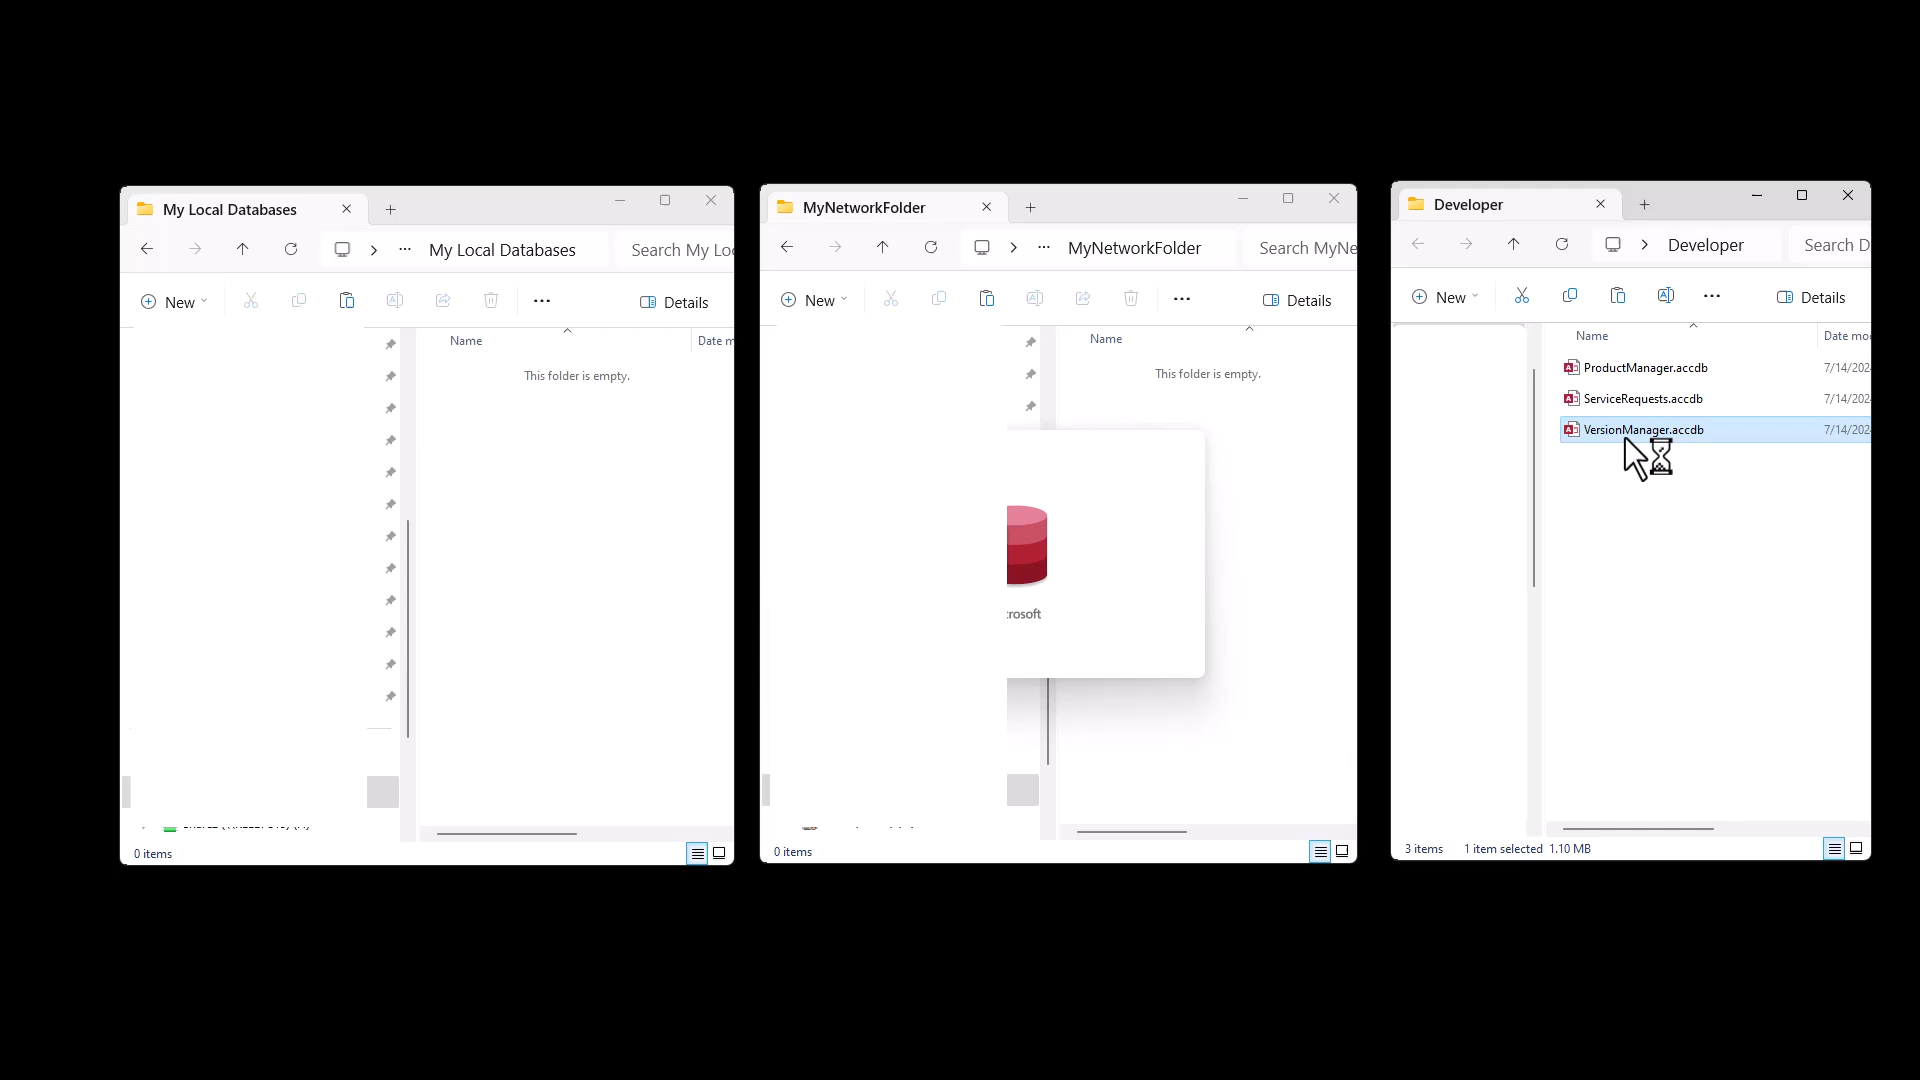 My Local Databases
My Local Databases
Search My Loc
New
Details
Name
Date m
This folder is empty.
0 items
MyNetworkFolder
MyNetworkFolder
Search MyNe
New
Details
Name
This folder is empty.
crosoft
0 items
Developer
Developer
Search D
New
Details
Name
Date mo
ProductManager.accdb
7/14/202
ServiceRequests.accdb
7/14/202
VersionManager.accdb
7/14/202
3 items
1 item selected 1.10 MB